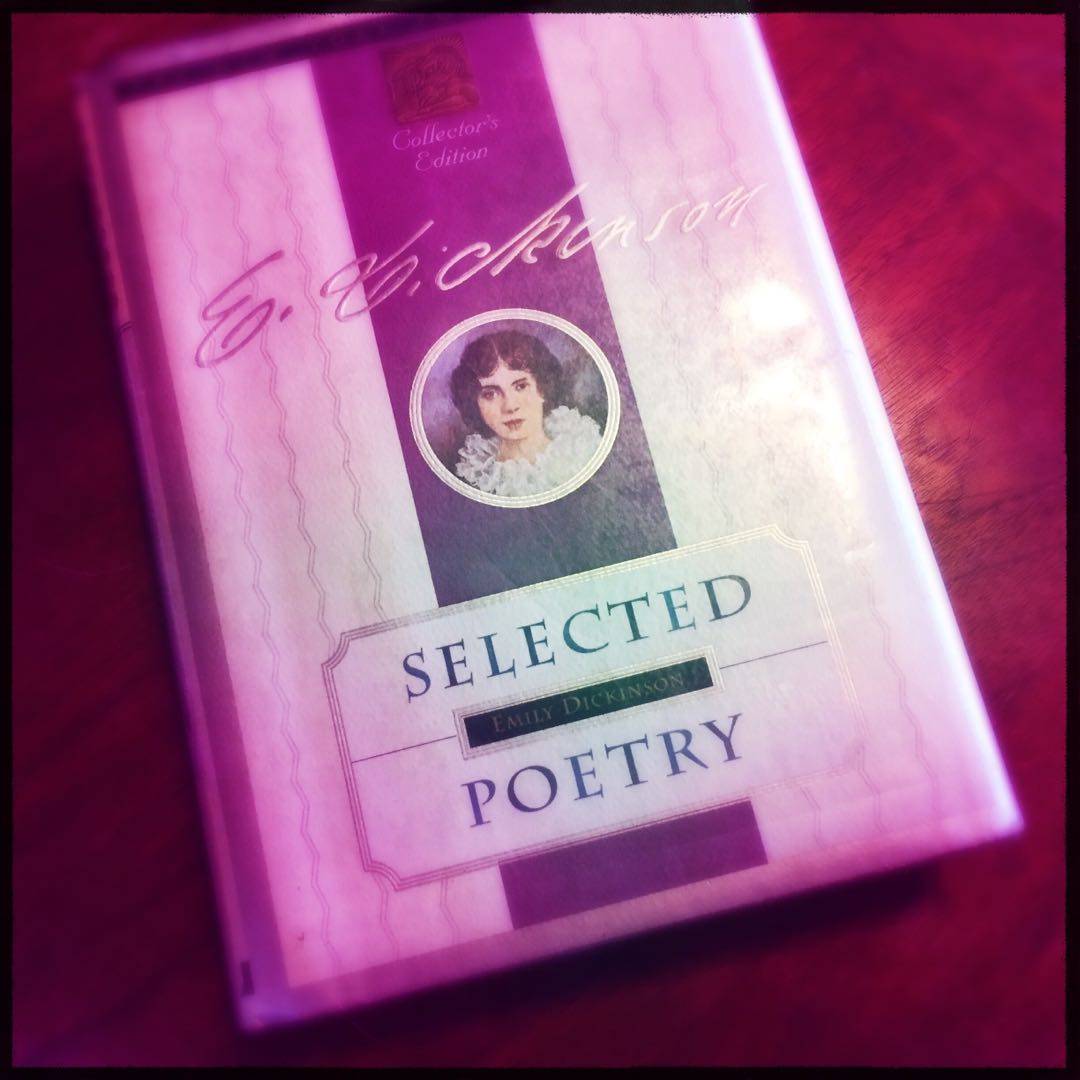 Collector's
Edition
E. Dickinson
SELECTED
EMILY DICKINSON
POETRY